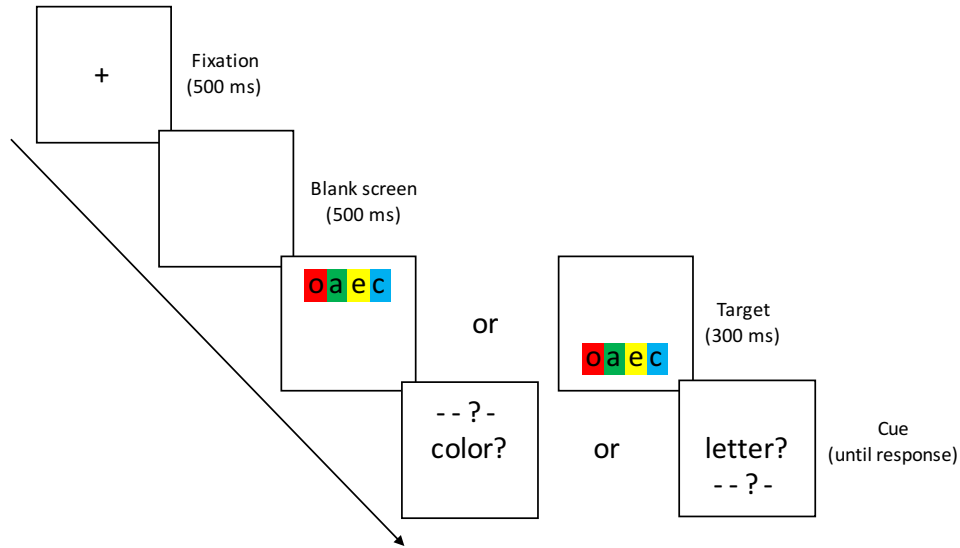 +
Fixation
(500 ms)
Blank screen
(500 ms)
oaec
or
oaec
Target
(300 ms)
- - ? -
color?
or
letter?
- - ? -
Cue
(until response)